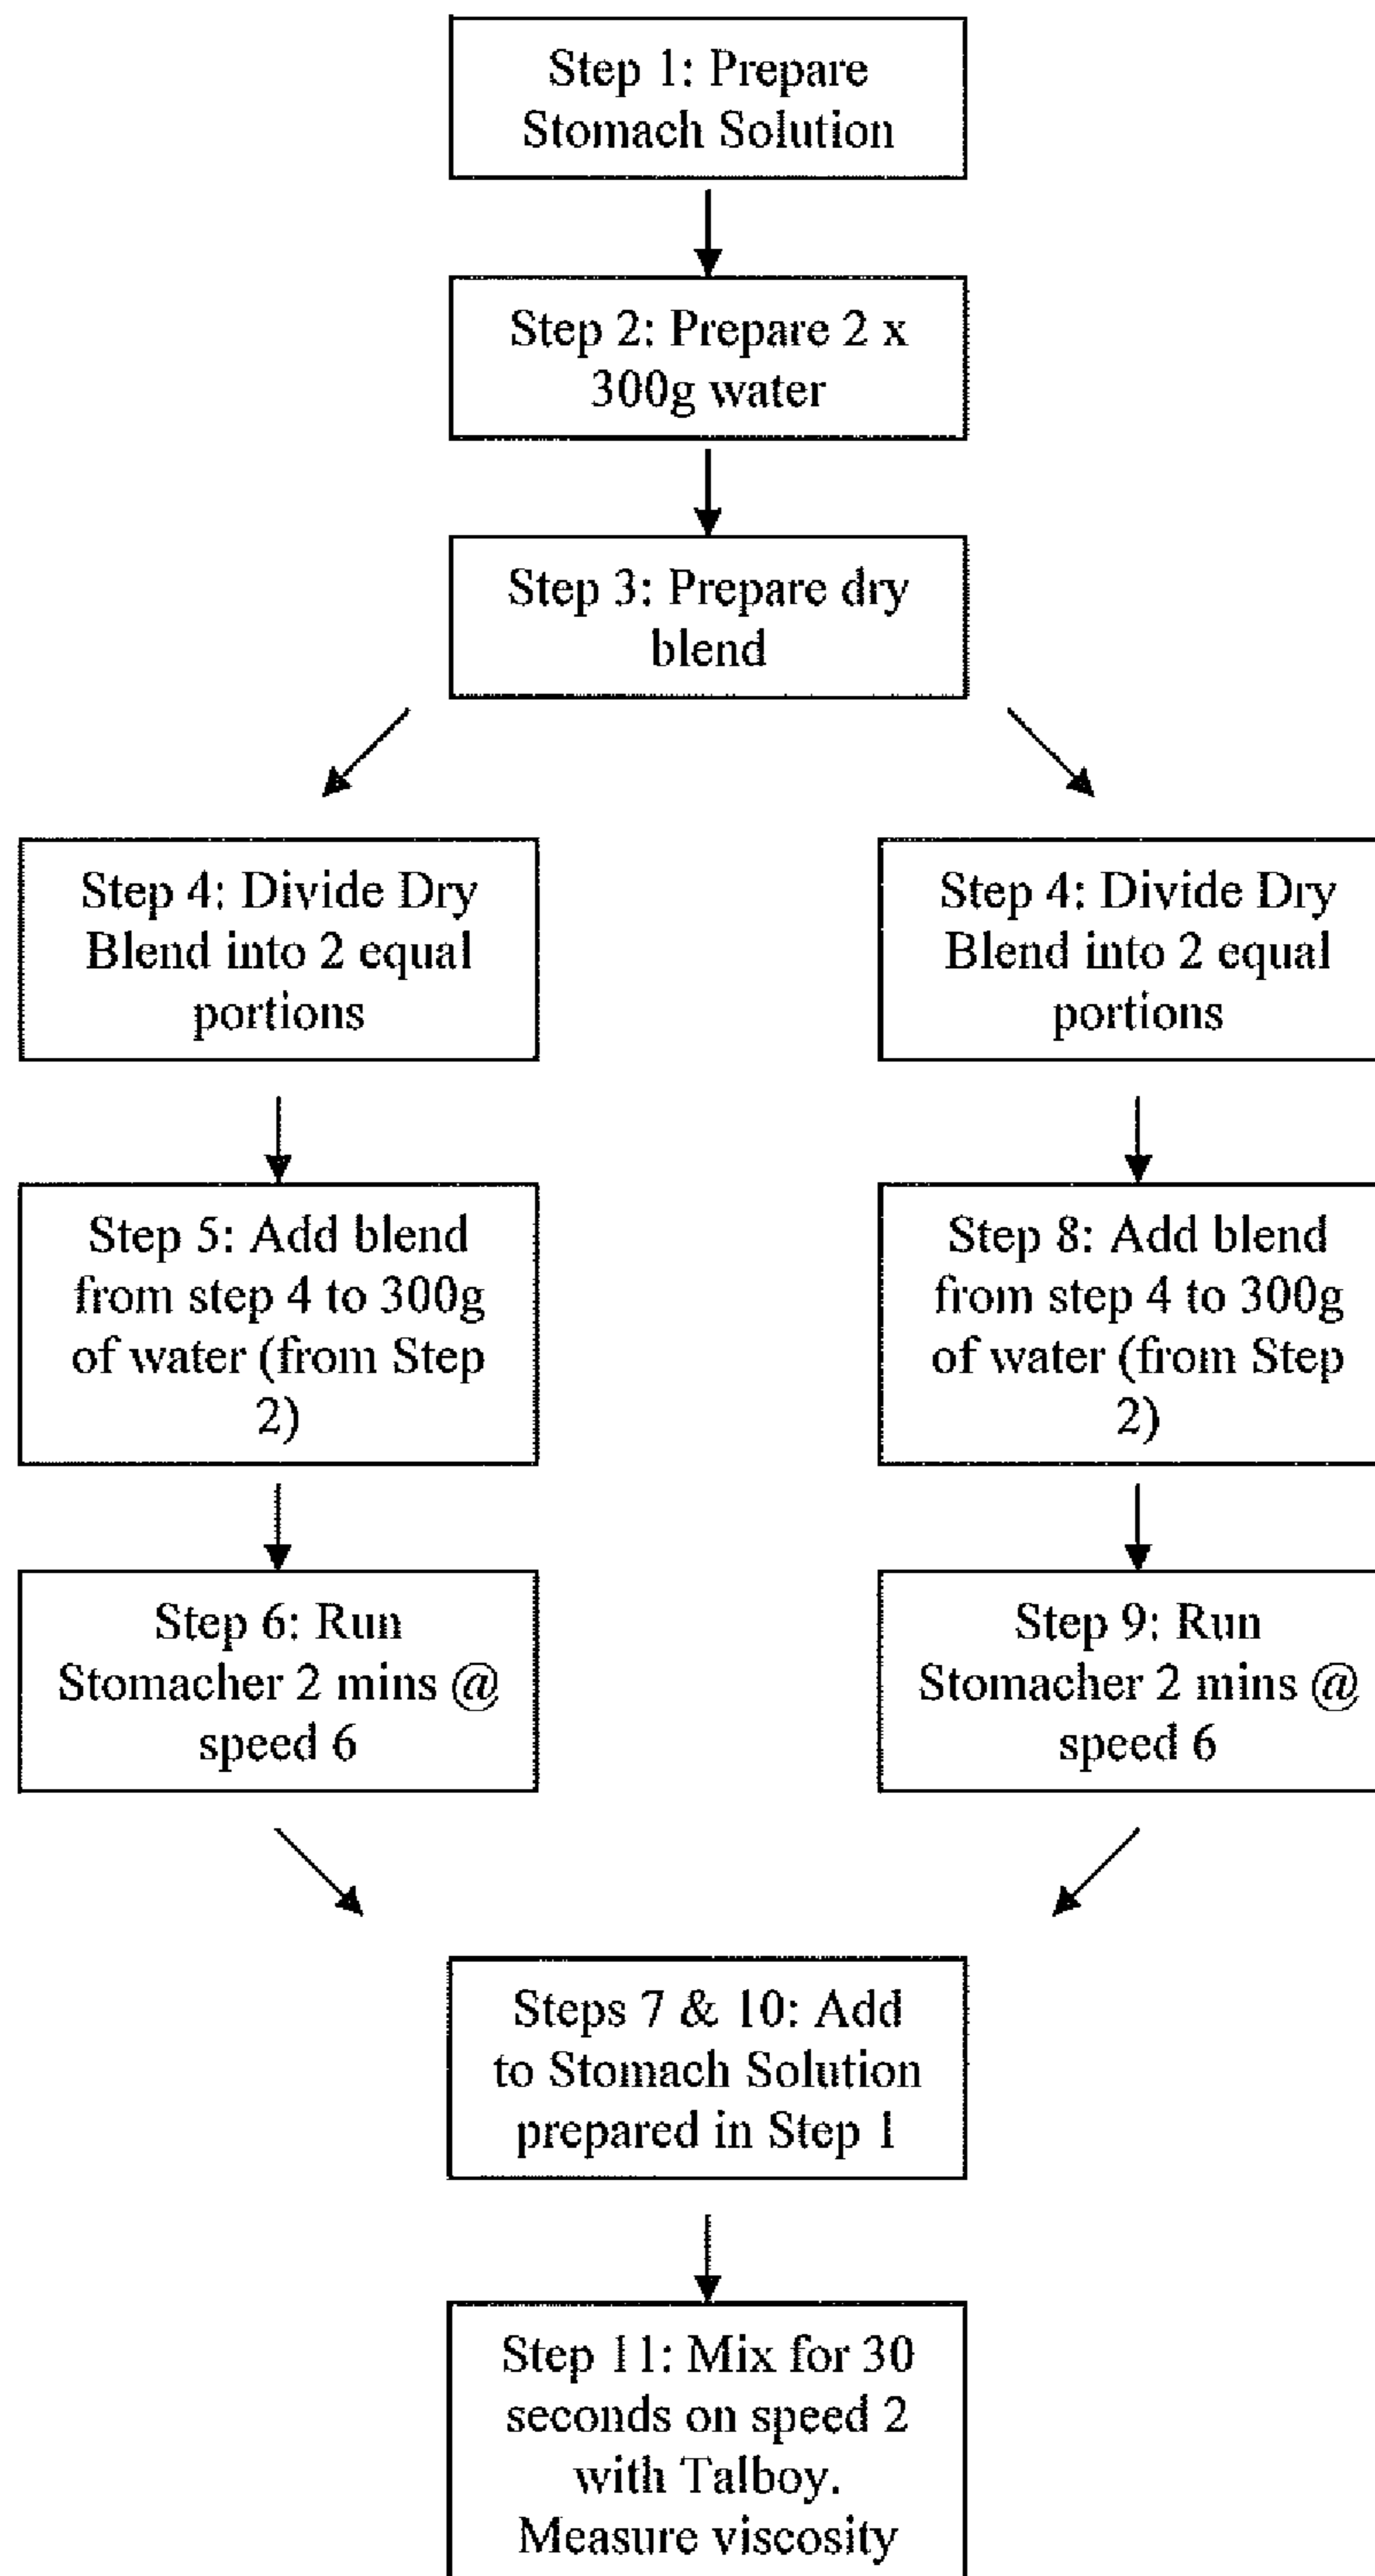 Step 1: Prepare
Stomach Solution
Step 2: Prepare 2 x
300g water
Step 3: Prepare dry
blend
Step 4: Divide Dry
Blend into 2 equal
portions
Step 4: Divide Dry
Blend into 2 equal
portions
Step 5: Add blend
from step 4 to 300g
of water (from Step
2)
Step 8: Add blend
from step 4 to 300g
of water (from Step
2)
Step 6: Run
Stomacher 2 mins @
speed 6
Step 9: Run
Stomacher 2 mins @
speed 6
Steps 7 & 10: Add
to Stomach Solution
prepared in Step 1
Step 11: Mix for 30
seconds on speed 2
with Talboy.
Measure viscosity